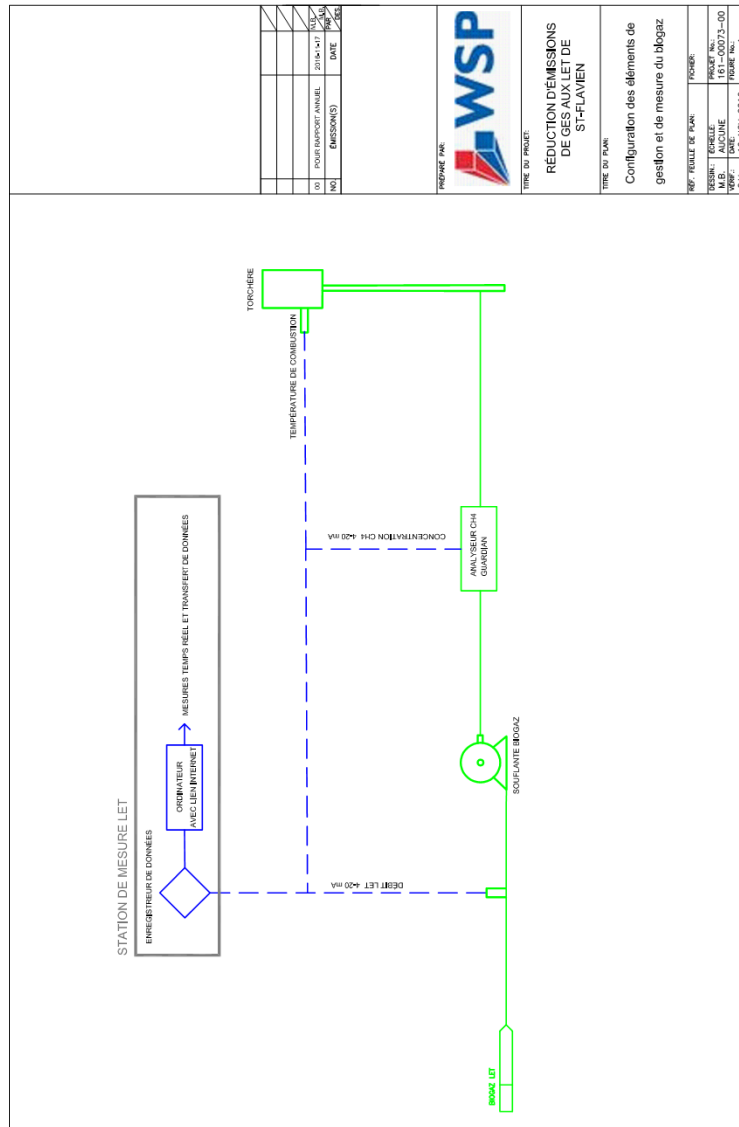 STATION DE MESURE LET
ENREGISTREUR DE DONNÉES
ORDINATEUR
AVEC LIEN INTERNET
MESURES TEMPS RÉEL ET TRANSFERT DE DONNÉES
TORCHÈRE
TEMPÉRATURE DE COMBUSTION
CONCENTRATION CH4 4-20 mA
DÉBIT LET 4-20 mA
ANALYSEUR CH4
GUARDIAN
SOUFLANTE BIOGAZ
BIOGAZ LET
00 POUR RAPPORT ANNUEL 2016-11-17
NO. ÉMISSION(S) DATE
PAR
PRÉPARÉ PAR:
WSP
TITRE DU PROJET:
RÉDUCTION D'ÉMISSIONS
DE GES AUX LET DE
ST-FLAVIEN
TITRE DU PLAN:
Configuration des éléments de
gestion et de mesure du biogaz
RÉF. FEUILLE DE PLAN: FICHIER:
DESSIN.: ÉCHELLE: PROJET No.:
M.B. AUCUNE 161-00073-00
VÉRIF.: DATE: FIGURE No.: